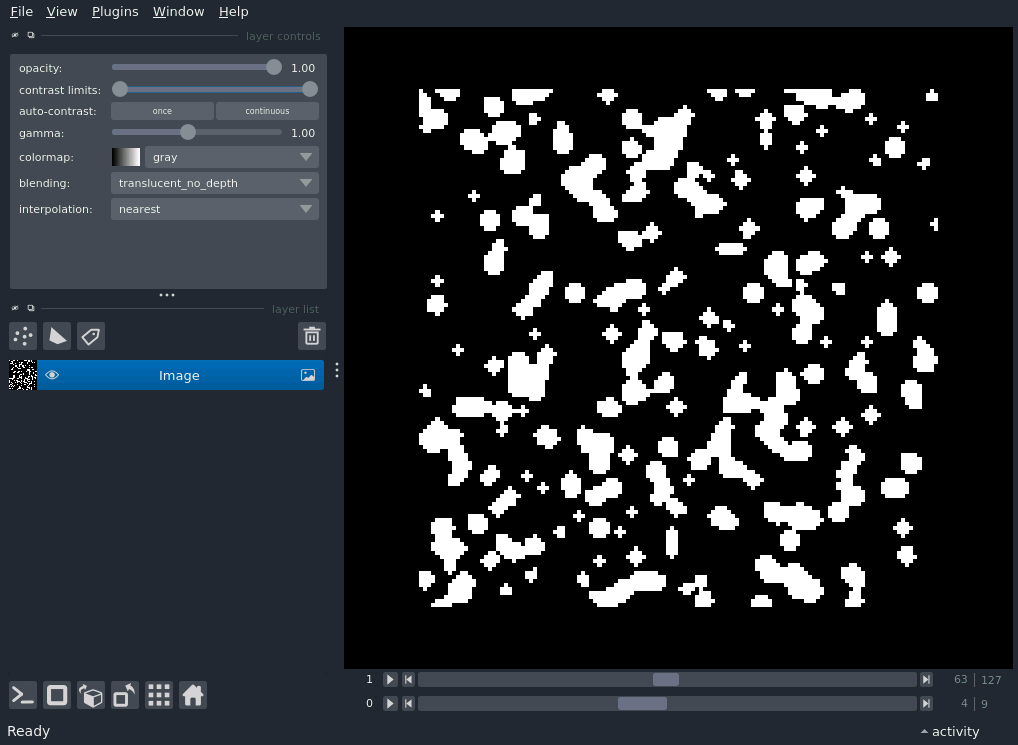 File View Plugins Window Help
layer controls
opacity: 1.00
contrast limits:
auto-contrast: once continuous
gamma: 1.00
colormap: gray
blending: translucent_no_depth
interpolation: nearest
layer list
Image
1 63 127
0 4 9
Ready activity